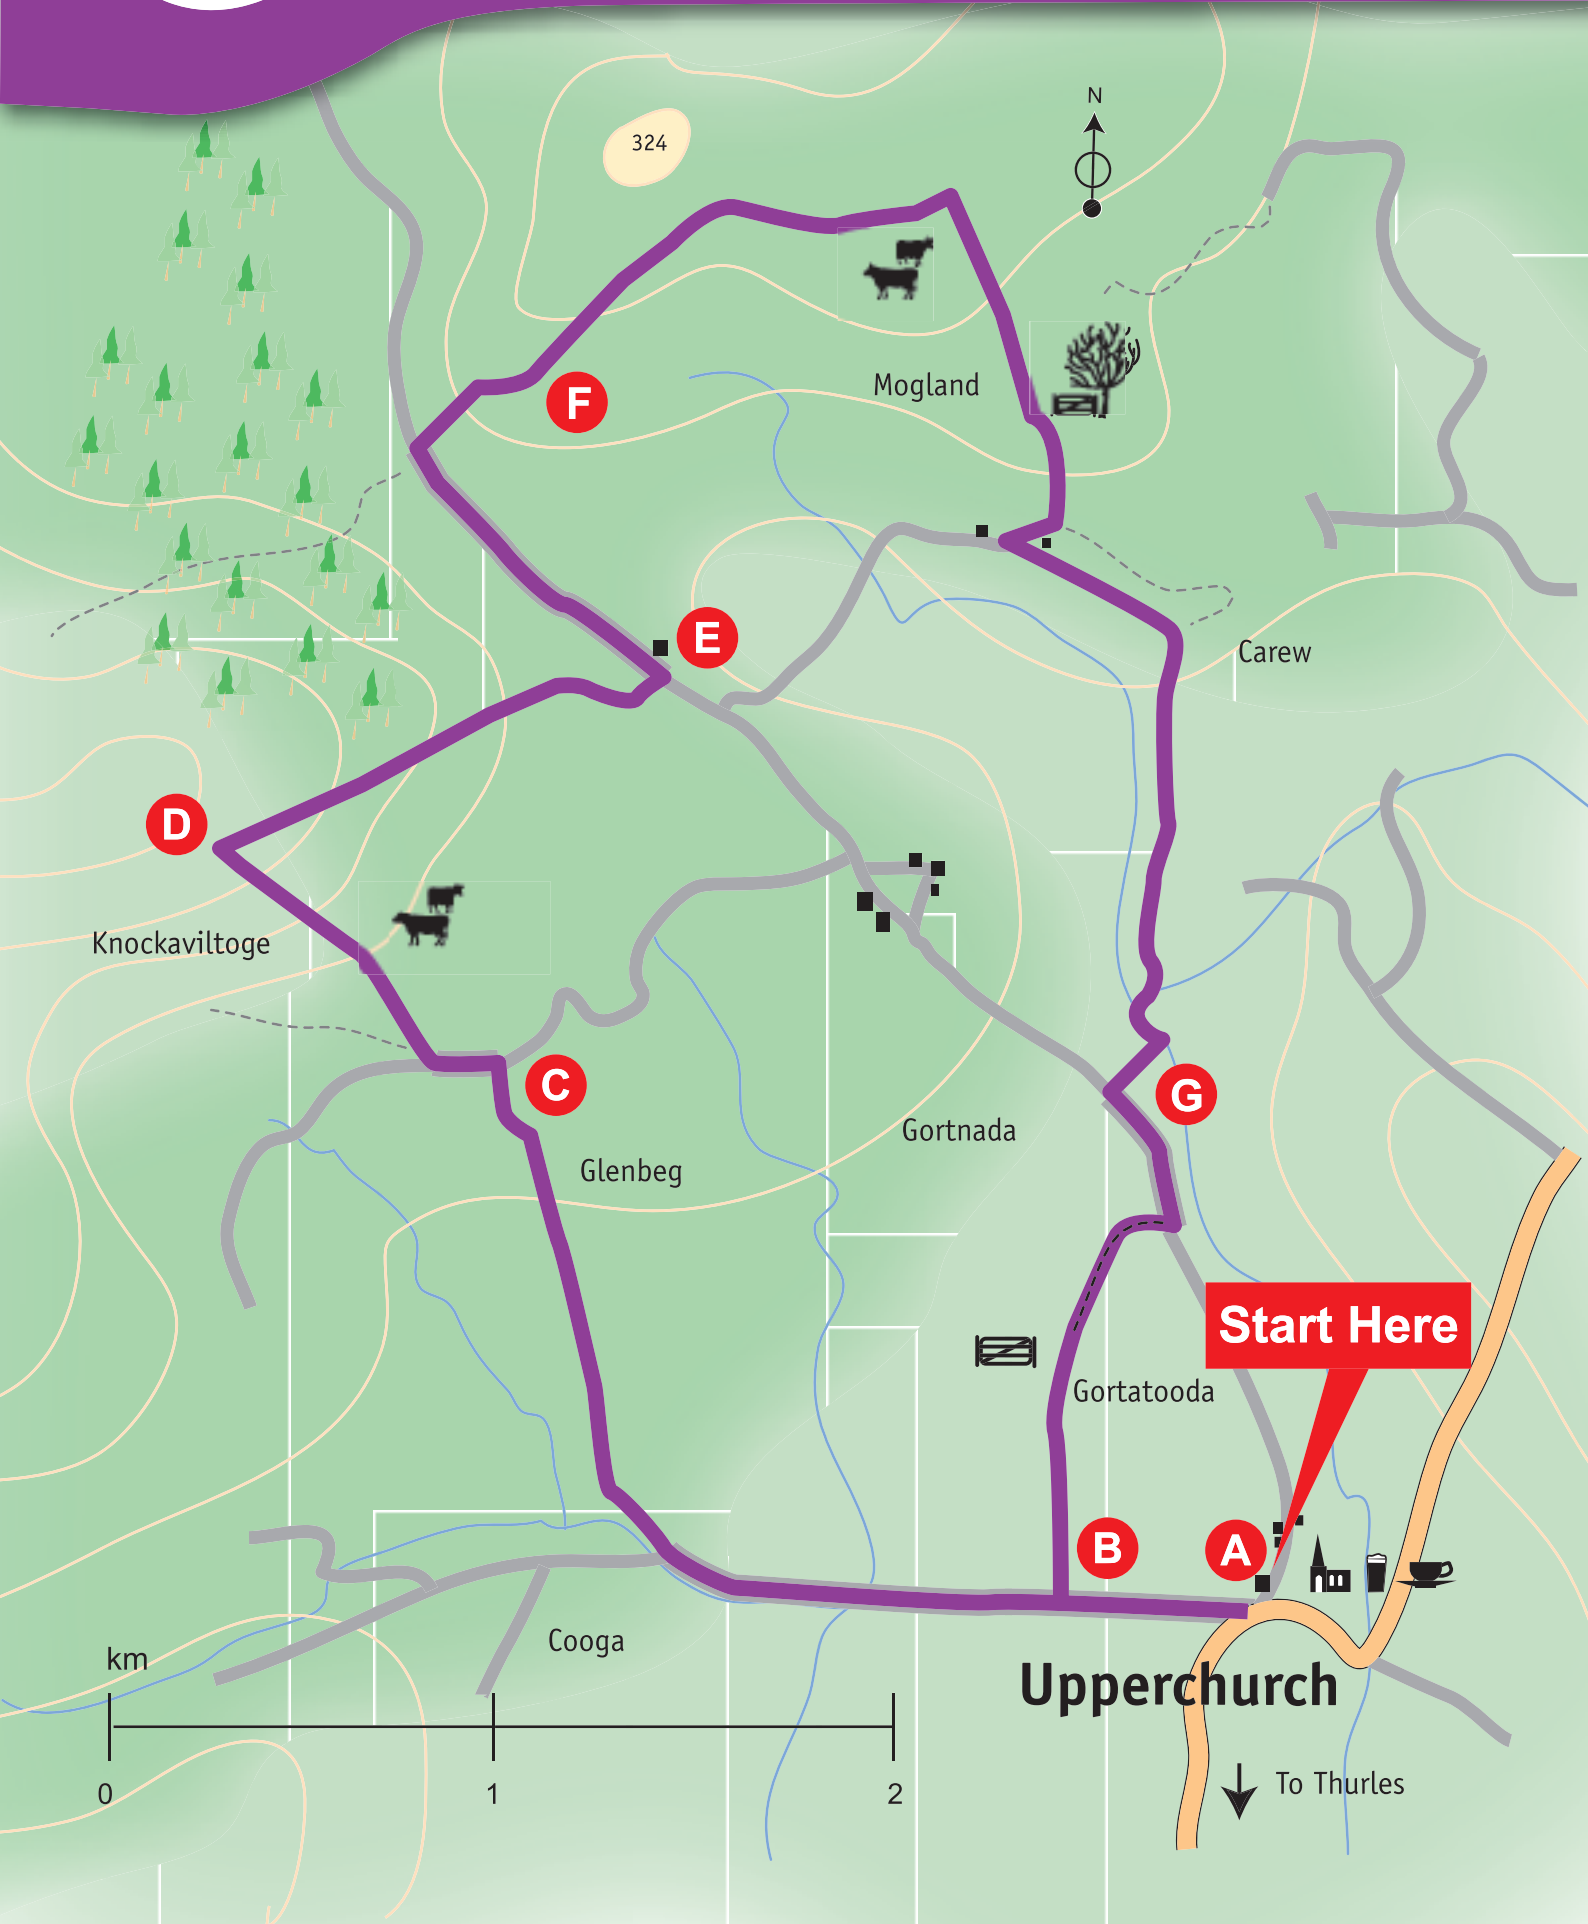 N
324
Mogland
F
E
Carew
D
Knockaviltoge
C
G
Gortnada
Glenbeg
Start Here
Gortatooda
B
A
Cooga
km
Upperchurch
0
1
2
To Thurles